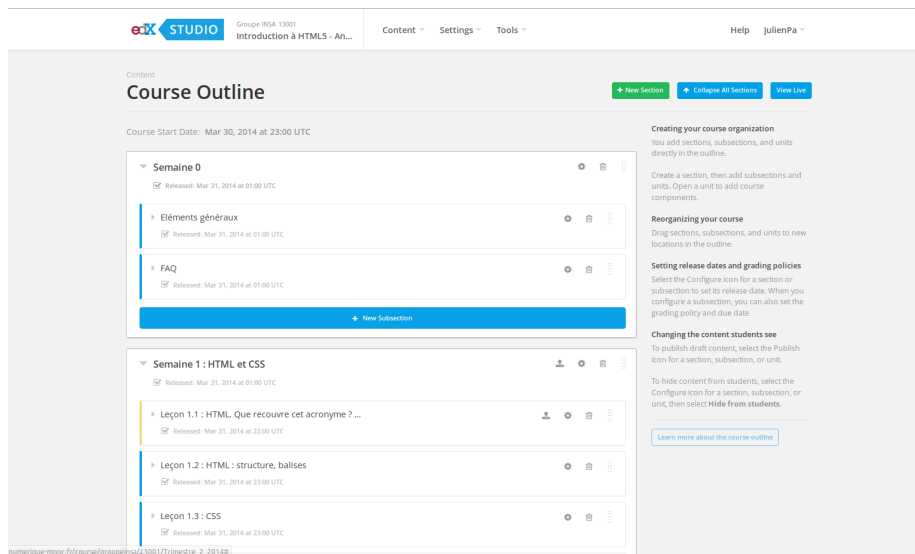 edX STUDIO
Groupe INSA 13001
Introduction à HTML5 - An...
Content
Settings
Tools
Help
JulienPa
Content
Course Outline
+ New Section
Collapse All Sections
View Live
Course Start Date: Mar 30, 2014 at 23:00 UTC
Semaine 0
Released: Mar 31, 2014 at 01:00 UTC
Eléments généraux
Released: Mar 31, 2014 at 01:00 UTC
FAQ
Released: Mar 31, 2014 at 01:00 UTC
+ New Subsection
Semaine 1 : HTML et CSS
Released: Mar 31, 2014 at 01:00 UTC
Leçon 1.1 : HTML. Que recouvre cet acronyme ? ...
Released: Mar 31, 2014 at 23:00 UTC
Leçon 1.2 : HTML : structure, balises
Released: Mar 31, 2014 at 23:00 UTC
Leçon 1.3 : CSS
Released: Mar 31, 2014 at 23:00 UTC
Creating your course organization
You add sections, subsections, and units
directly in the outline.
Create a section, then add subsections and
units. Open a unit to add course
components.
Reorganizing your course
Drag sections, subsections, and units to new
locations in the outline.
Setting release dates and grading policies
Select the Configure icon for a section or
subsection to set its release date. When you
configure a subsection, you can also set the
grading policy and due date.
Changing the content students see
To publish draft content, select the Publish
icon for a section, subsection, or unit.
To hide content from students, select the
Configure icon for a section, subsection, or
unit, then select Hide from students.
Learn more about the course outline
numerique-mooc.fr/course/groupeinsa/13001/Trimestre_2_2014#